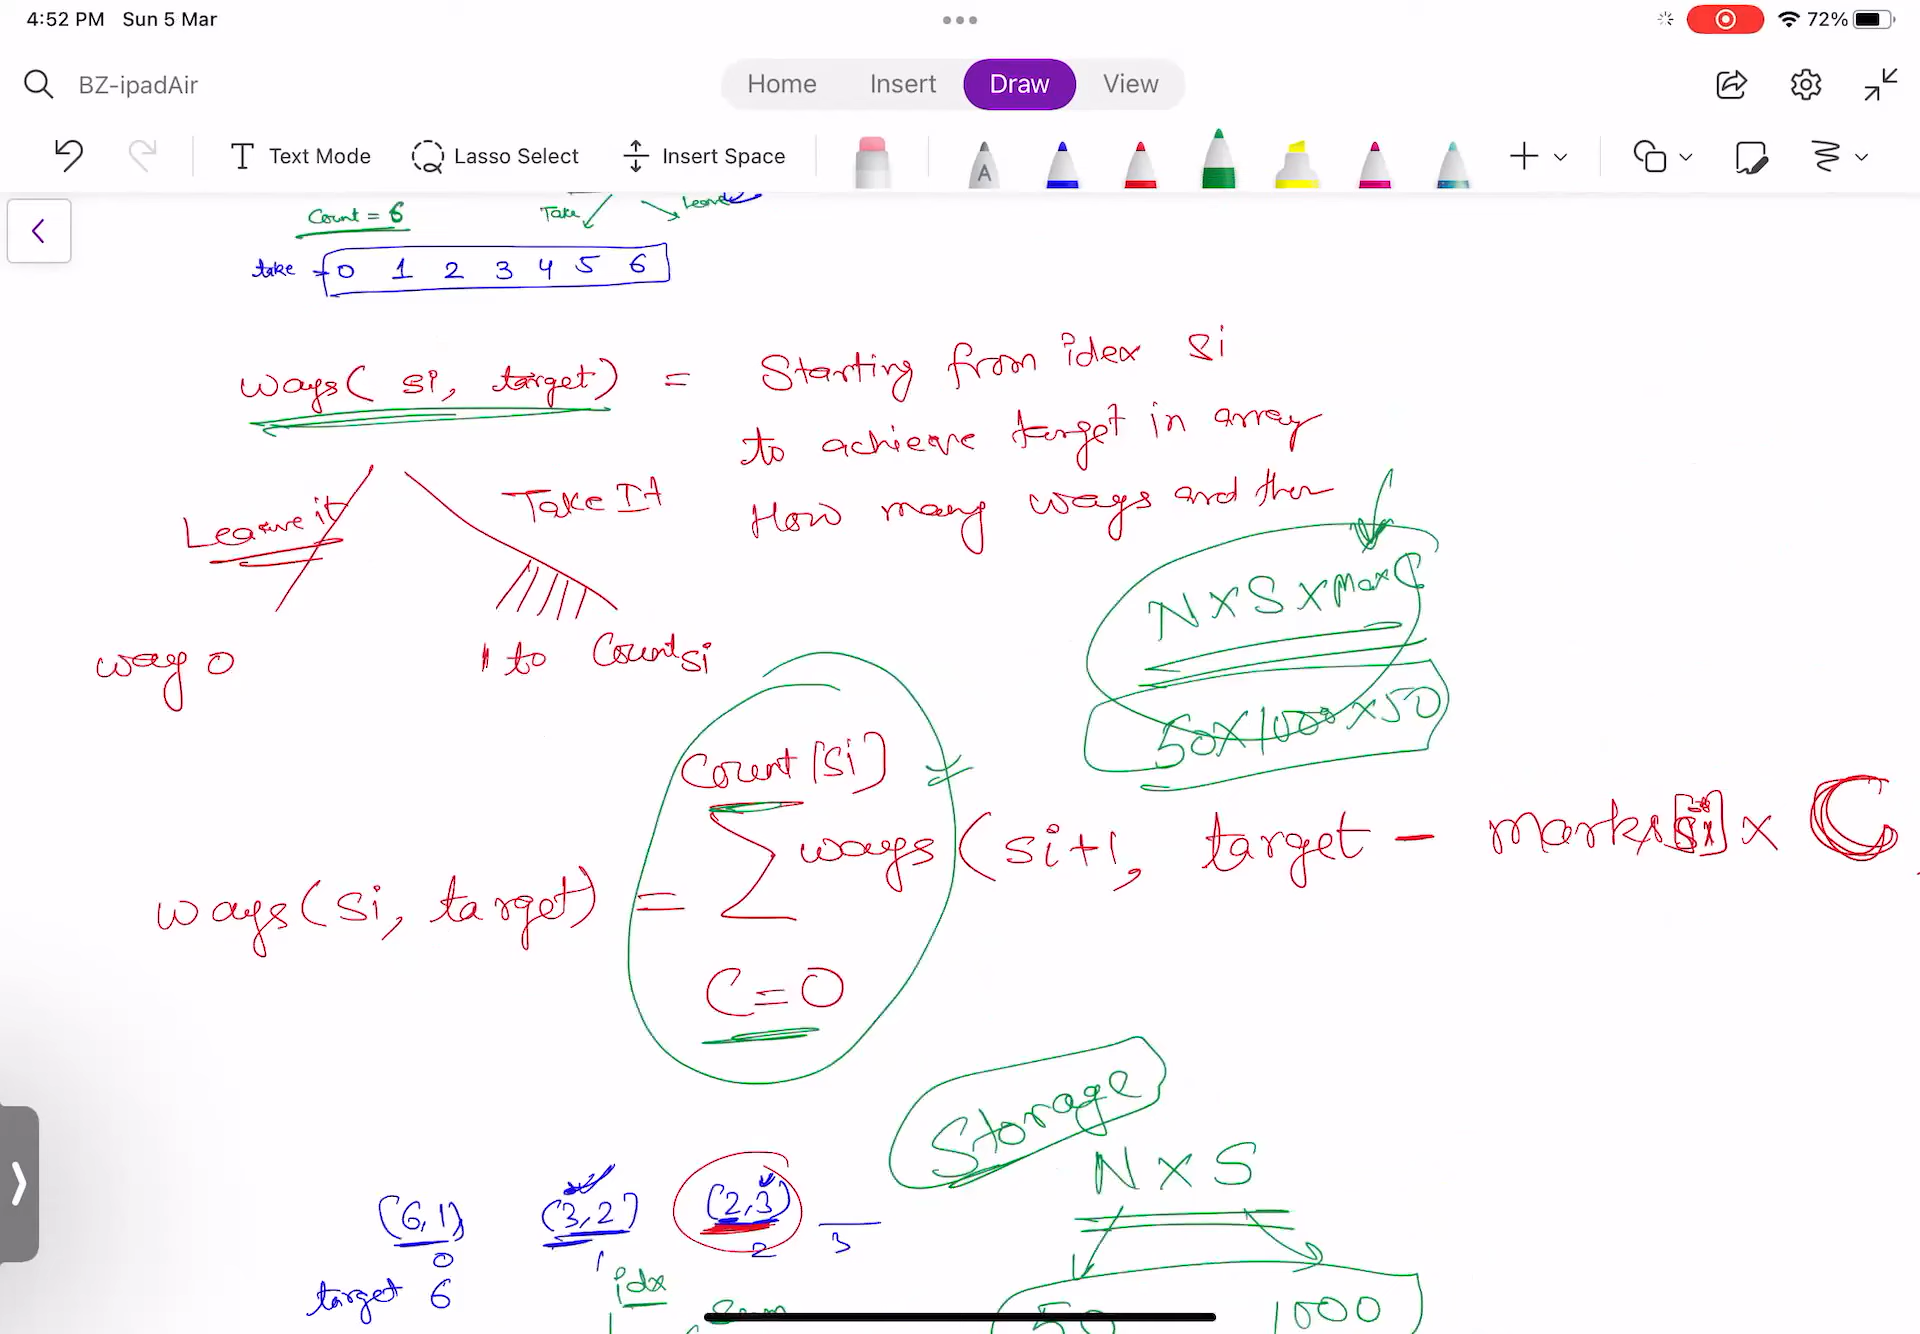 4:52 PM Sun 5 Mar
72%
BZ-ipadAir
Home Insert Draw View
Text Mode Lasso Select Insert Space
A
Count = 6
Take Leave
take 0 1 2 3 4 5 6
ways( si, target) = Starting from idex si
to achieve target in array
How many ways and then
Leave it
Take It
way 0
1 to Count si
N x S x Max C
50 x 1000 x 50
Count [Si]
ways(si, target) = ∑ ways (si+1, target - marks[si] x C
C = 0
Storage
N x S
50 1000
(6,1) (3,2) (2,3)
0 1 2 3
target 6
idx